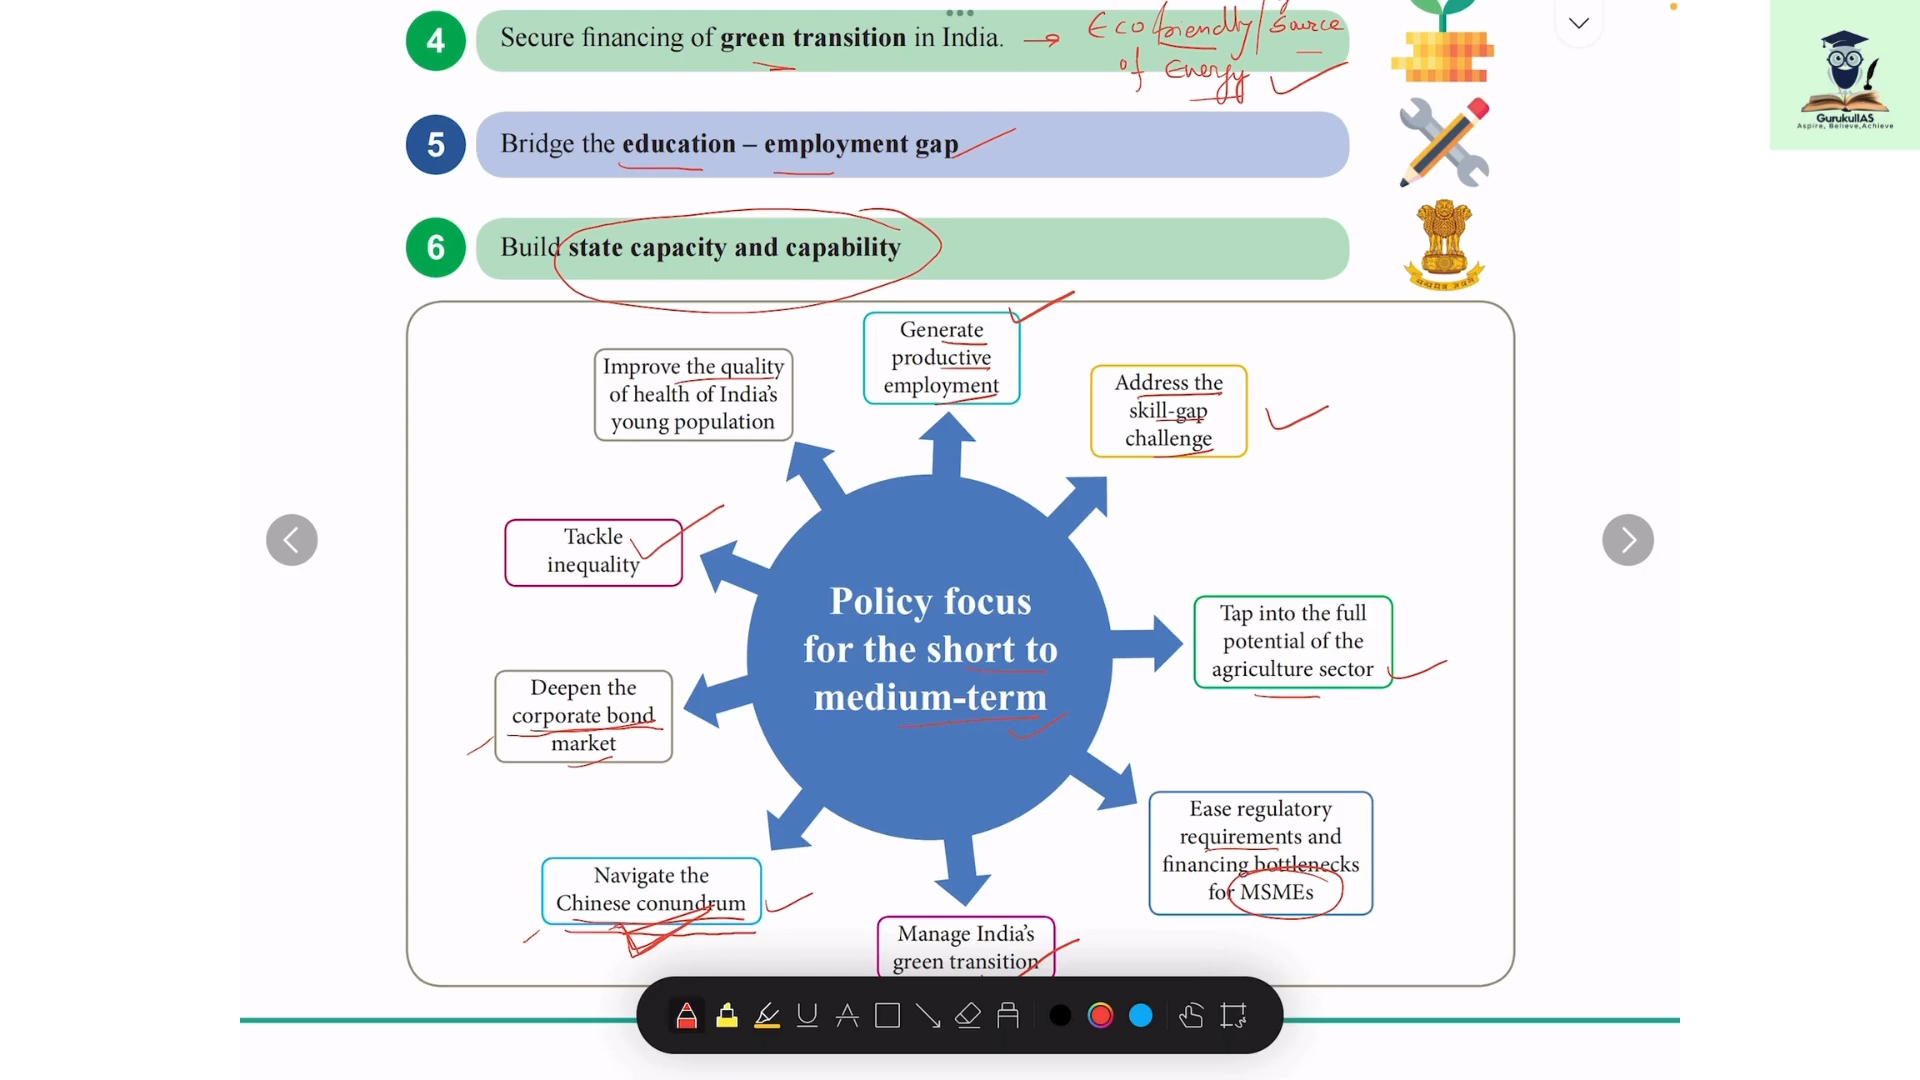 4
Secure financing of green transition in India. → Ecofriendly/source
of Energy
5
Bridge the education – employment gap
6
Build state capacity and capability
Generate
productive
employment
Improve the quality
of health of India's
young population
Address the
skill-gap
challenge
Tackle
inequality
Policy focus
for the short to
medium-term
Tap into the full
potential of the
agriculture sector
Deepen the
corporate bond
market
Ease regulatory
requirements and
financing bottlenecks
for MSMEs
Navigate the
Chinese conundrum
Manage India's
green transition
GurukulIAS
Aspire, Believe,Achieve